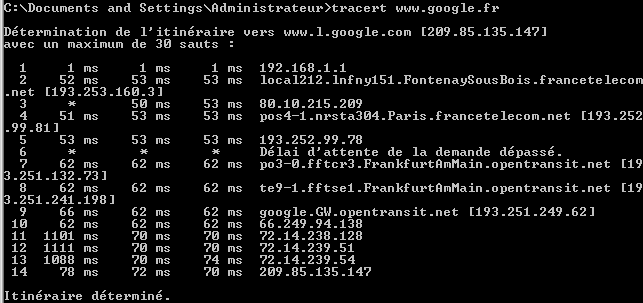 C:\Documents and Settings\Administrateur>tracert www.google.fr
Détermination de l'itinéraire vers www.l.google.com [209.85.135.147]
avec un maximum de 30 sauts :
1 1 ms 1 ms 1 ms 192.168.1.1
2 52 ms 53 ms 53 ms local212.lnfny151.FontenaySousBois.francetelecom
.net [193.253.160.3]
3 * 50 ms 53 ms 80.10.215.209
4 51 ms 53 ms 53 ms pos4-1.nrsta304.Paris.francetelecom.net [193.252
.99.81]
5 53 ms 53 ms 53 ms 193.252.99.78
6 * * * Délai d'attente de la demande dépassé.
7 62 ms 62 ms 62 ms po3-0.fftcr3.FrankfurtAmMain.opentransit.net [19
3.251.132.73]
8 62 ms 62 ms 62 ms te9-1.fftse1.FrankfurtAmMain.opentransit.net [19
3.251.241.198]
9 66 ms 62 ms 62 ms google.GW.opentransit.net [193.251.249.62]
10 62 ms 62 ms 62 ms 66.249.94.138
11 1101 ms 70 ms 70 ms 72.14.238.128
12 1111 ms 70 ms 70 ms 72.14.239.51
13 1088 ms 70 ms 74 ms 72.14.239.54
14 78 ms 72 ms 70 ms 209.85.135.147
Itinéraire déterminé.